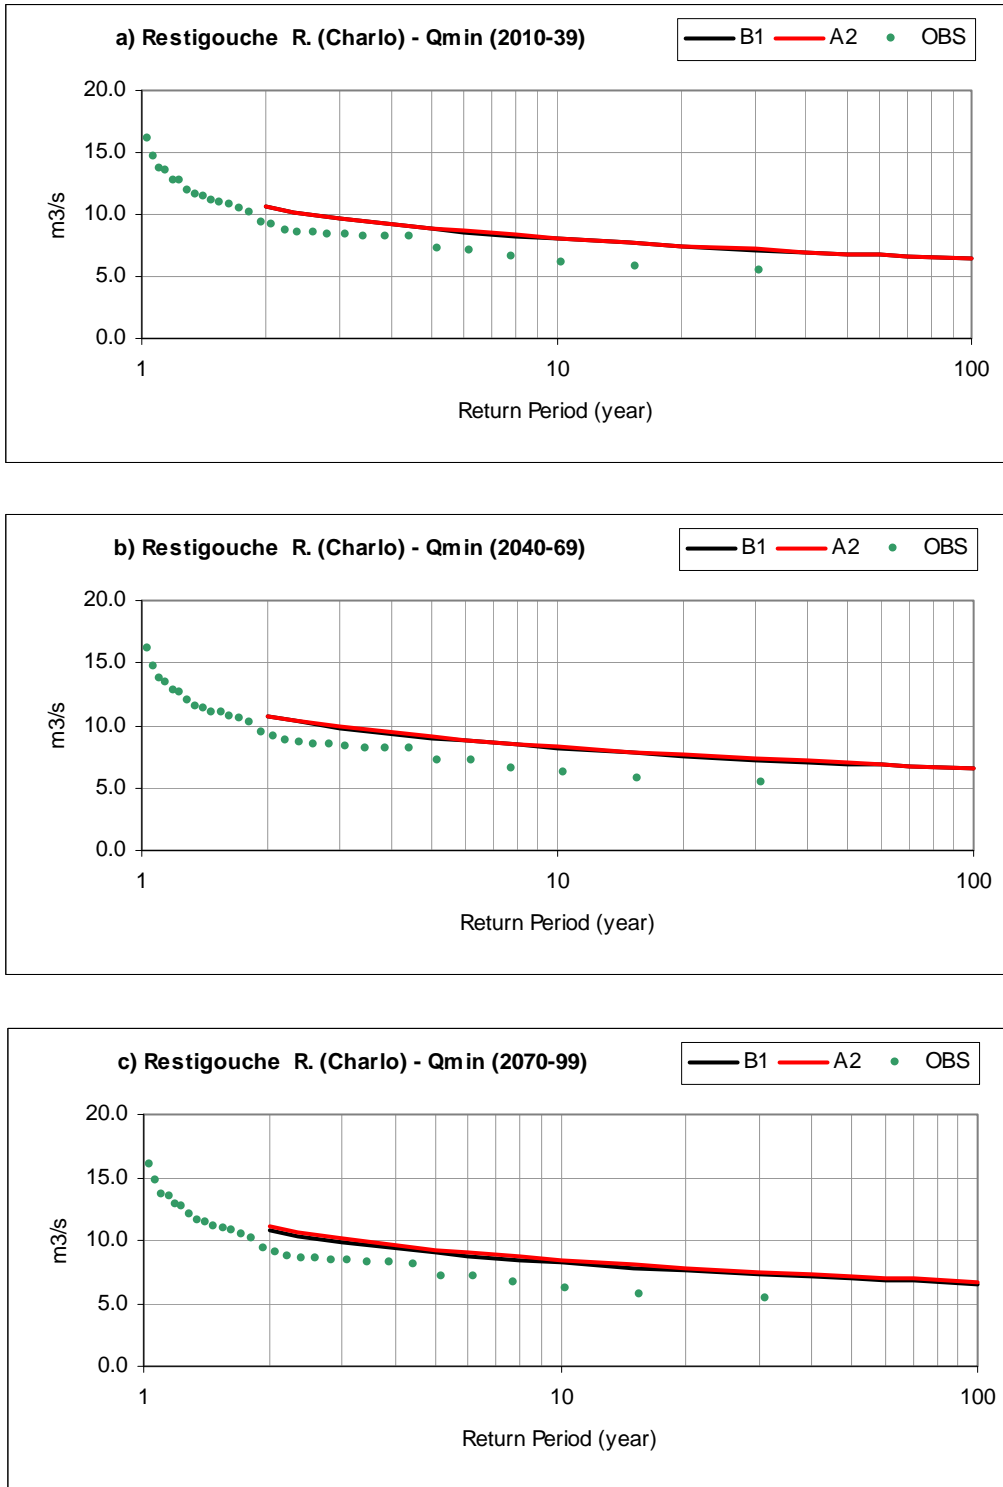 a) Restigouche R. (Charlo) - Qmin (2010-39)
B1 A2 OBS
20.0
15.0
10.0
5.0
0.0
m3/s
1 10 100
Return Period (year)
b) Restigouche R. (Charlo) - Qmin (2040-69)
B1 A2 OBS
20.0
15.0
10.0
5.0
0.0
m3/s
1 10 100
Return Period (year)
c) Restigouche R. (Charlo) - Qmin (2070-99)
B1 A2 OBS
20.0
15.0
10.0
5.0
0.0
m3/s
1 10 100
Return Period (year)